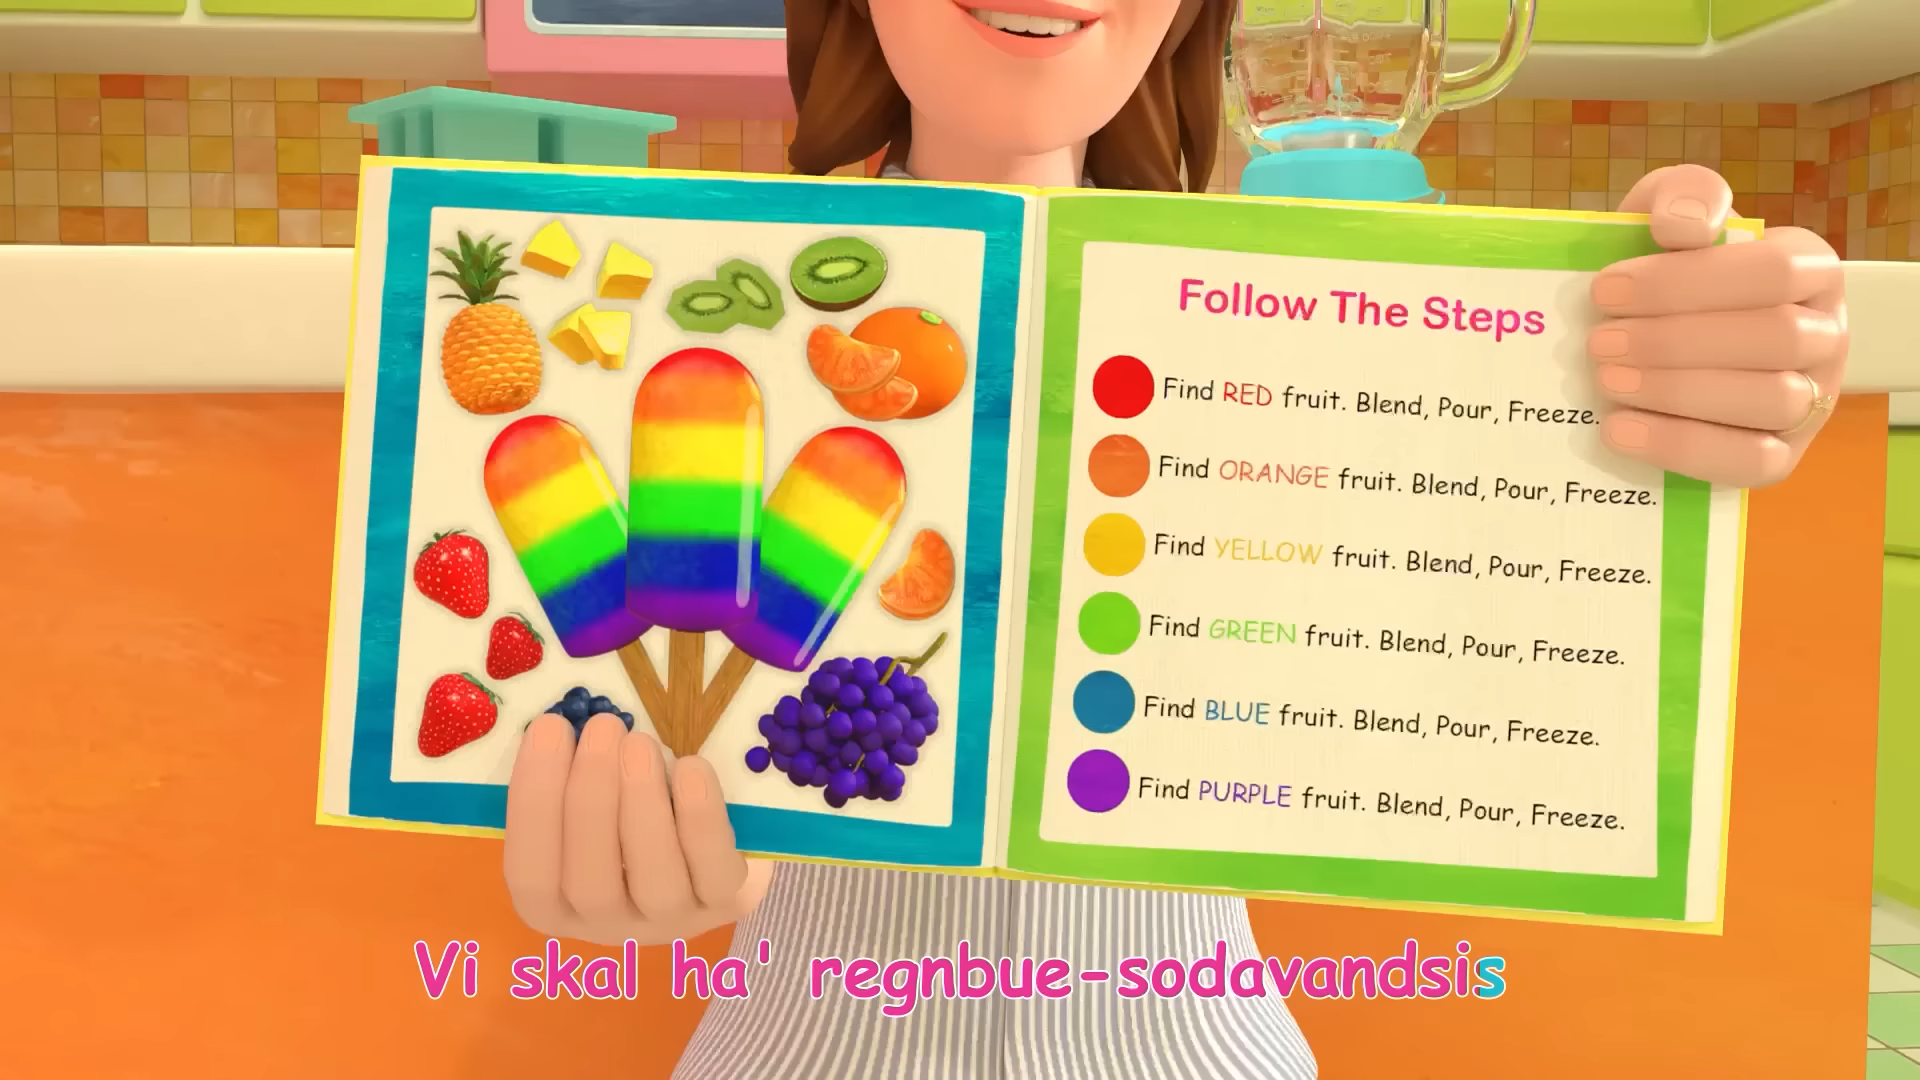 Follow The Steps
Find RED fruit. Blend, Pour, Freeze.
Find ORANGE fruit. Blend, Pour, Freeze.
Find YELLOW fruit. Blend, Pour, Freeze.
Find GREEN fruit. Blend, Pour, Freeze.
Find BLUE fruit. Blend, Pour, Freeze.
Find PURPLE fruit. Blend, Pour, Freeze.
Vi skal ha' regnbue-sodavandsis